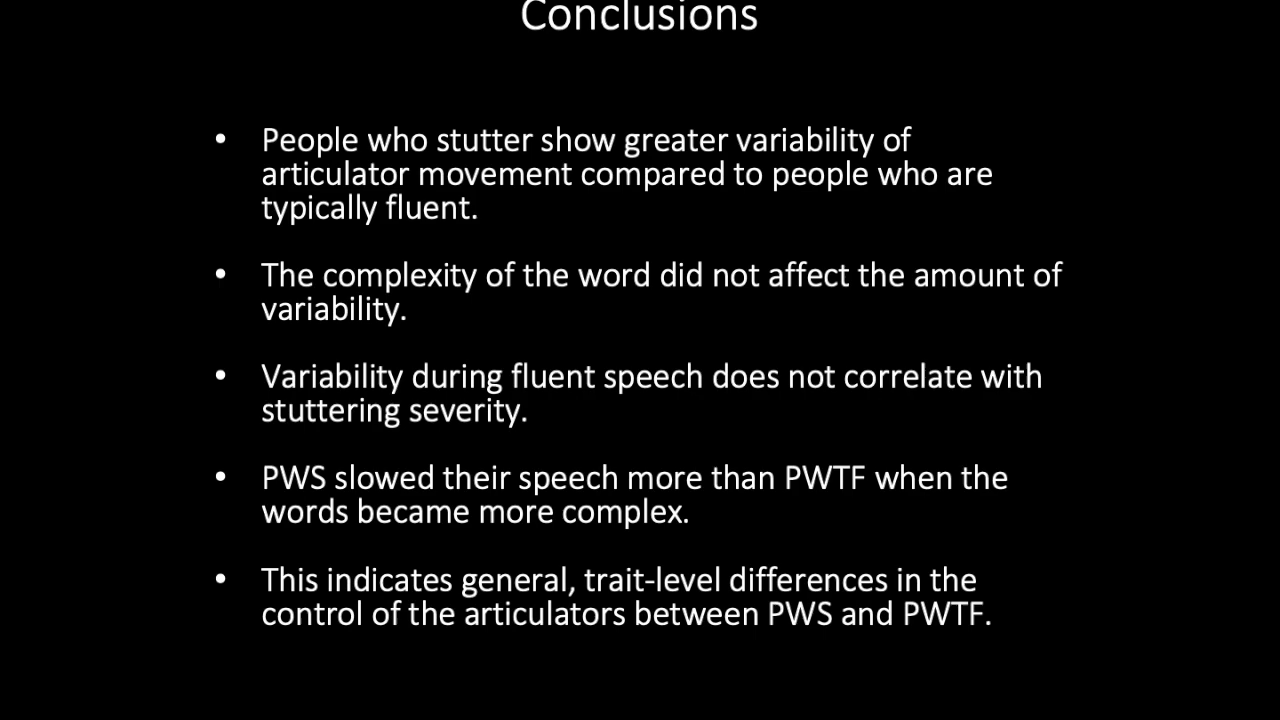 Conclusions
• People who stutter show greater variability of
articulator movement compared to people who are
typically fluent.
• The complexity of the word did not affect the amount of
variability.
• Variability during fluent speech does not correlate with
stuttering severity.
• PWS slowed their speech more than PWTF when the
words became more complex.
• This indicates general, trait-level differences in the
control of the articulators between PWS and PWTF.